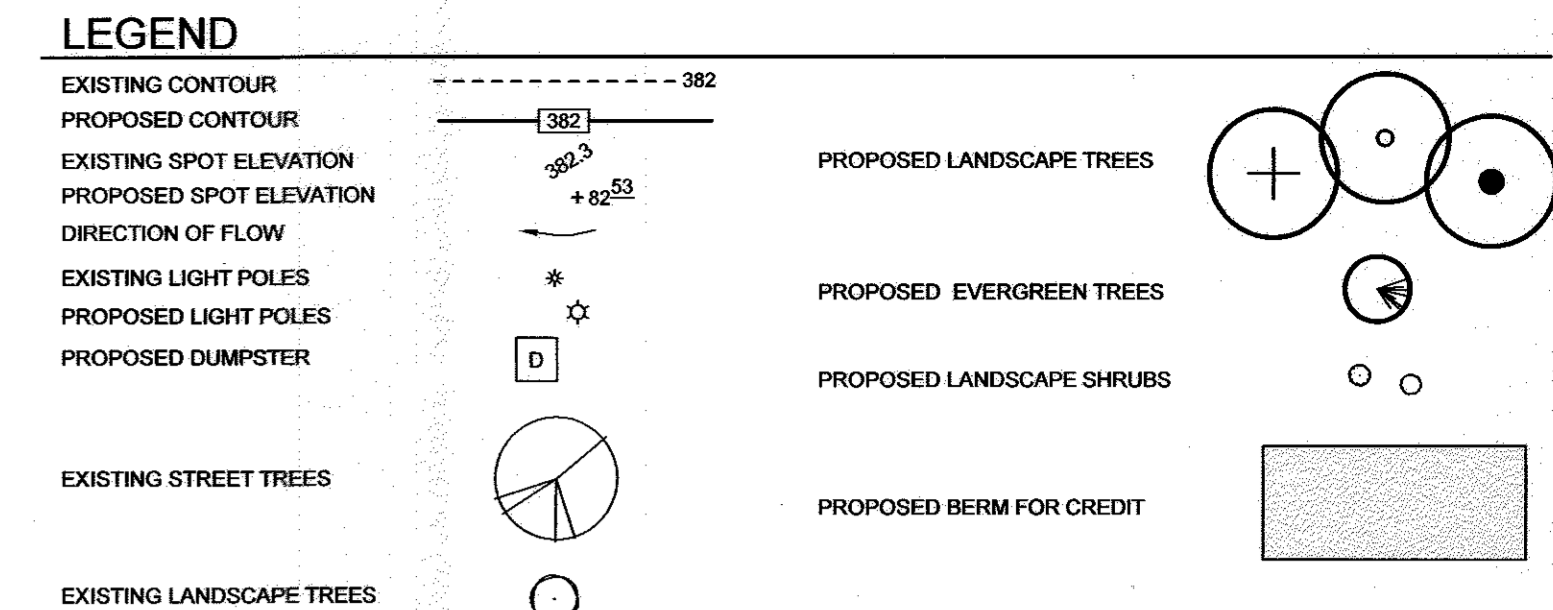 LEGEND
EXISTING CONTOUR
382
PROPOSED CONTOUR
382
EXISTING SPOT ELEVATION
382.3
PROPOSED SPOT ELEVATION
+ 82 53
DIRECTION OF FLOW
EXISTING LIGHT POLES
PROPOSED LIGHT POLES
PROPOSED DUMPSTER
D
EXISTING STREET TREES
EXISTING LANDSCAPE TREES
PROPOSED LANDSCAPE TREES
PROPOSED EVERGREEN TREES
PROPOSED LANDSCAPE SHRUBS
PROPOSED BERM FOR CREDIT